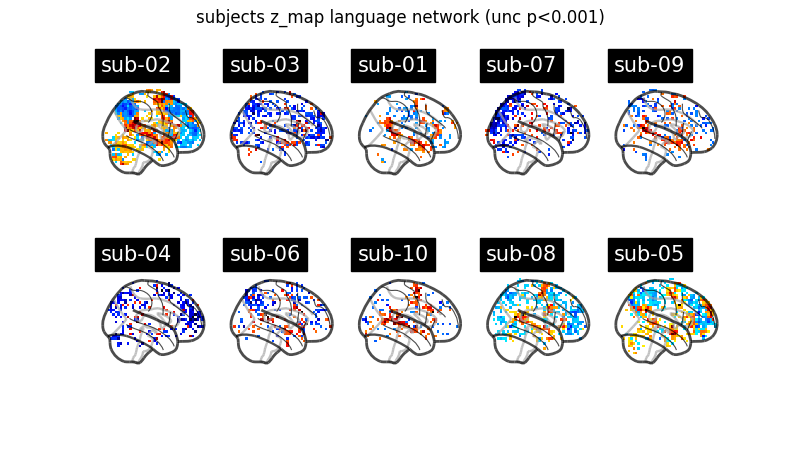 subjects z_map language network (unc p<0.001)
sub-02
sub-03
sub-01
sub-07
sub-09
sub-04
sub-06
sub-10
sub-08
sub-05